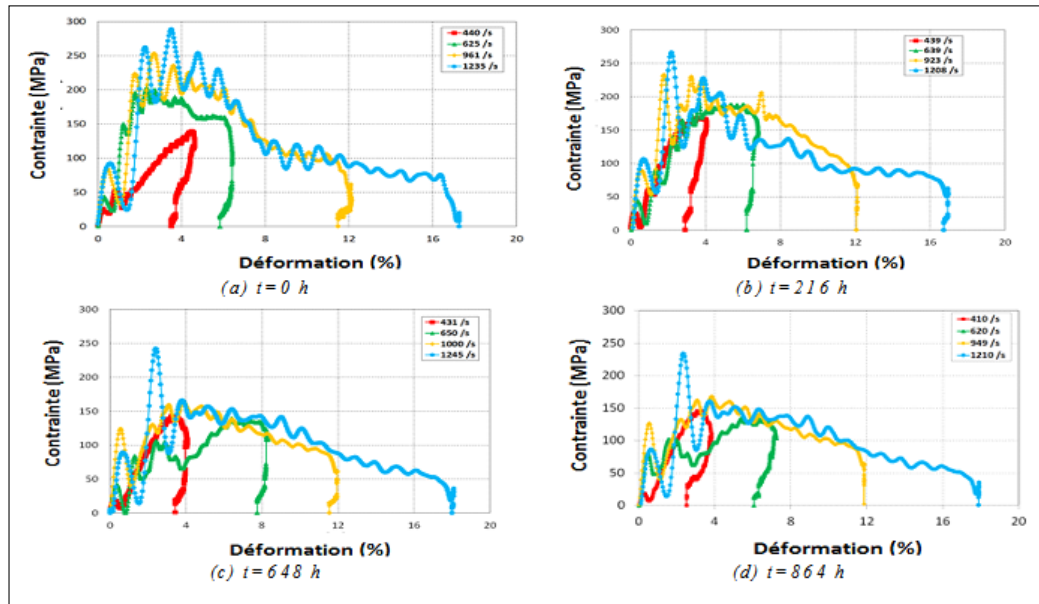 Contrainte (MPa)
300
250
200
150
100
50
0
440 /s
625 /s
961 /s
1235 /s
0 4 8 12 16 20
Déformation (%)
(a) t=0 h
Contrainte (MPa)
300
250
200
150
100
50
0
439 /s
639 /s
923 /s
1208 /s
0 4 8 12 16 20
Déformation (%)
(b) t=216 h
Contrainte (MPa)
300
250
200
150
100
50
0
431 /s
650 /s
1000 /s
1245 /s
0 4 8 12 16 20
Déformation (%)
(c) t=648 h
Contrainte (MPa)
300
250
200
150
100
50
0
410 /s
620 /s
949 /s
1210 /s
0 4 8 12 16 20
Déformation (%)
(d) t=864 h